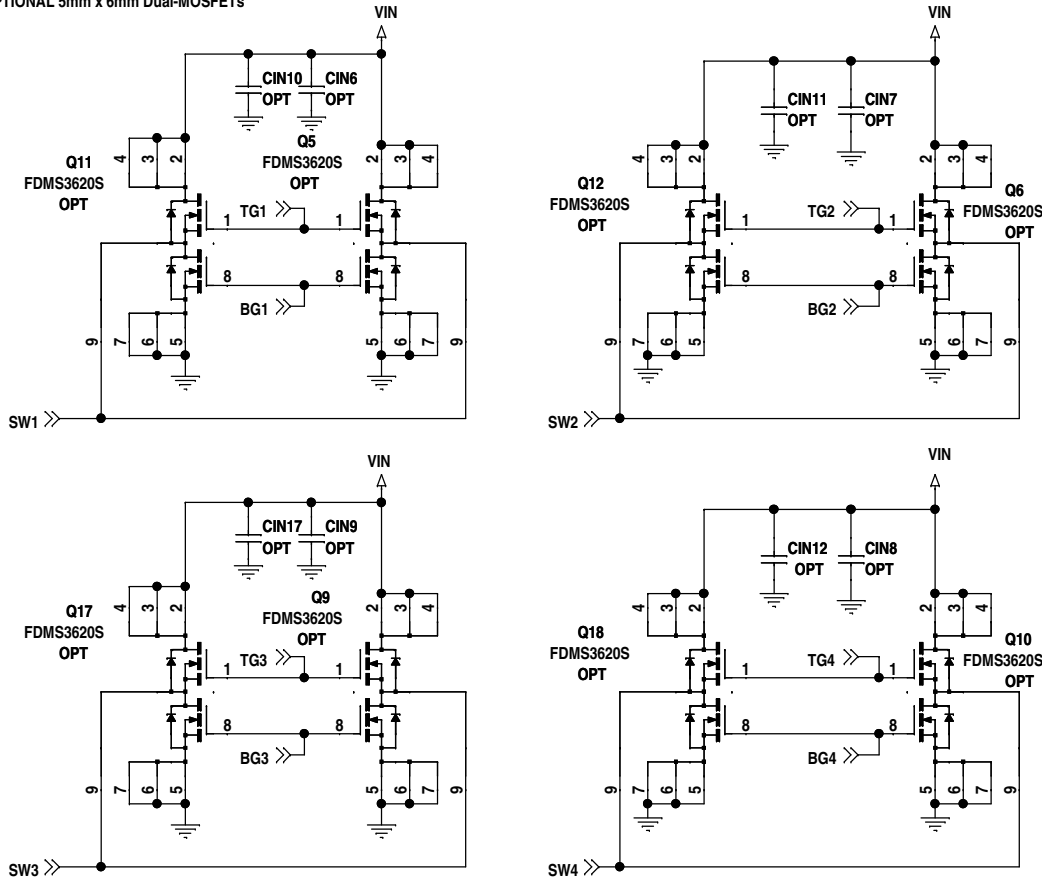 TIONAL 5mm x 6mm Dual-MOSFETs
VIN
CIN10
OPT
CIN6
OPT
Q11
FDMS3620S
OPT
Q5
FDMS3620S
OPT
4
3
2
2
3
4
TG1
1
1
8
8
BG1
9
7
6
5
5
6
7
9
SW1
VIN
CIN11
OPT
CIN7
OPT
Q12
FDMS3620S
OPT
Q6
FDMS3620S
OPT
4
3
2
2
3
4
TG2
1
1
8
8
BG2
9
7
6
5
5
6
7
9
SW2
VIN
CIN17
OPT
CIN9
OPT
Q17
FDMS3620S
OPT
Q9
FDMS3620S
OPT
4
3
2
2
3
4
TG3
1
1
8
8
BG3
9
7
6
5
5
6
7
9
SW3
VIN
CIN12
OPT
CIN8
OPT
Q18
FDMS3620S
OPT
Q10
FDMS3620S
OPT
4
3
2
2
3
4
TG4
1
1
8
8
BG4
9
7
6
5
5
6
7
9
SW4